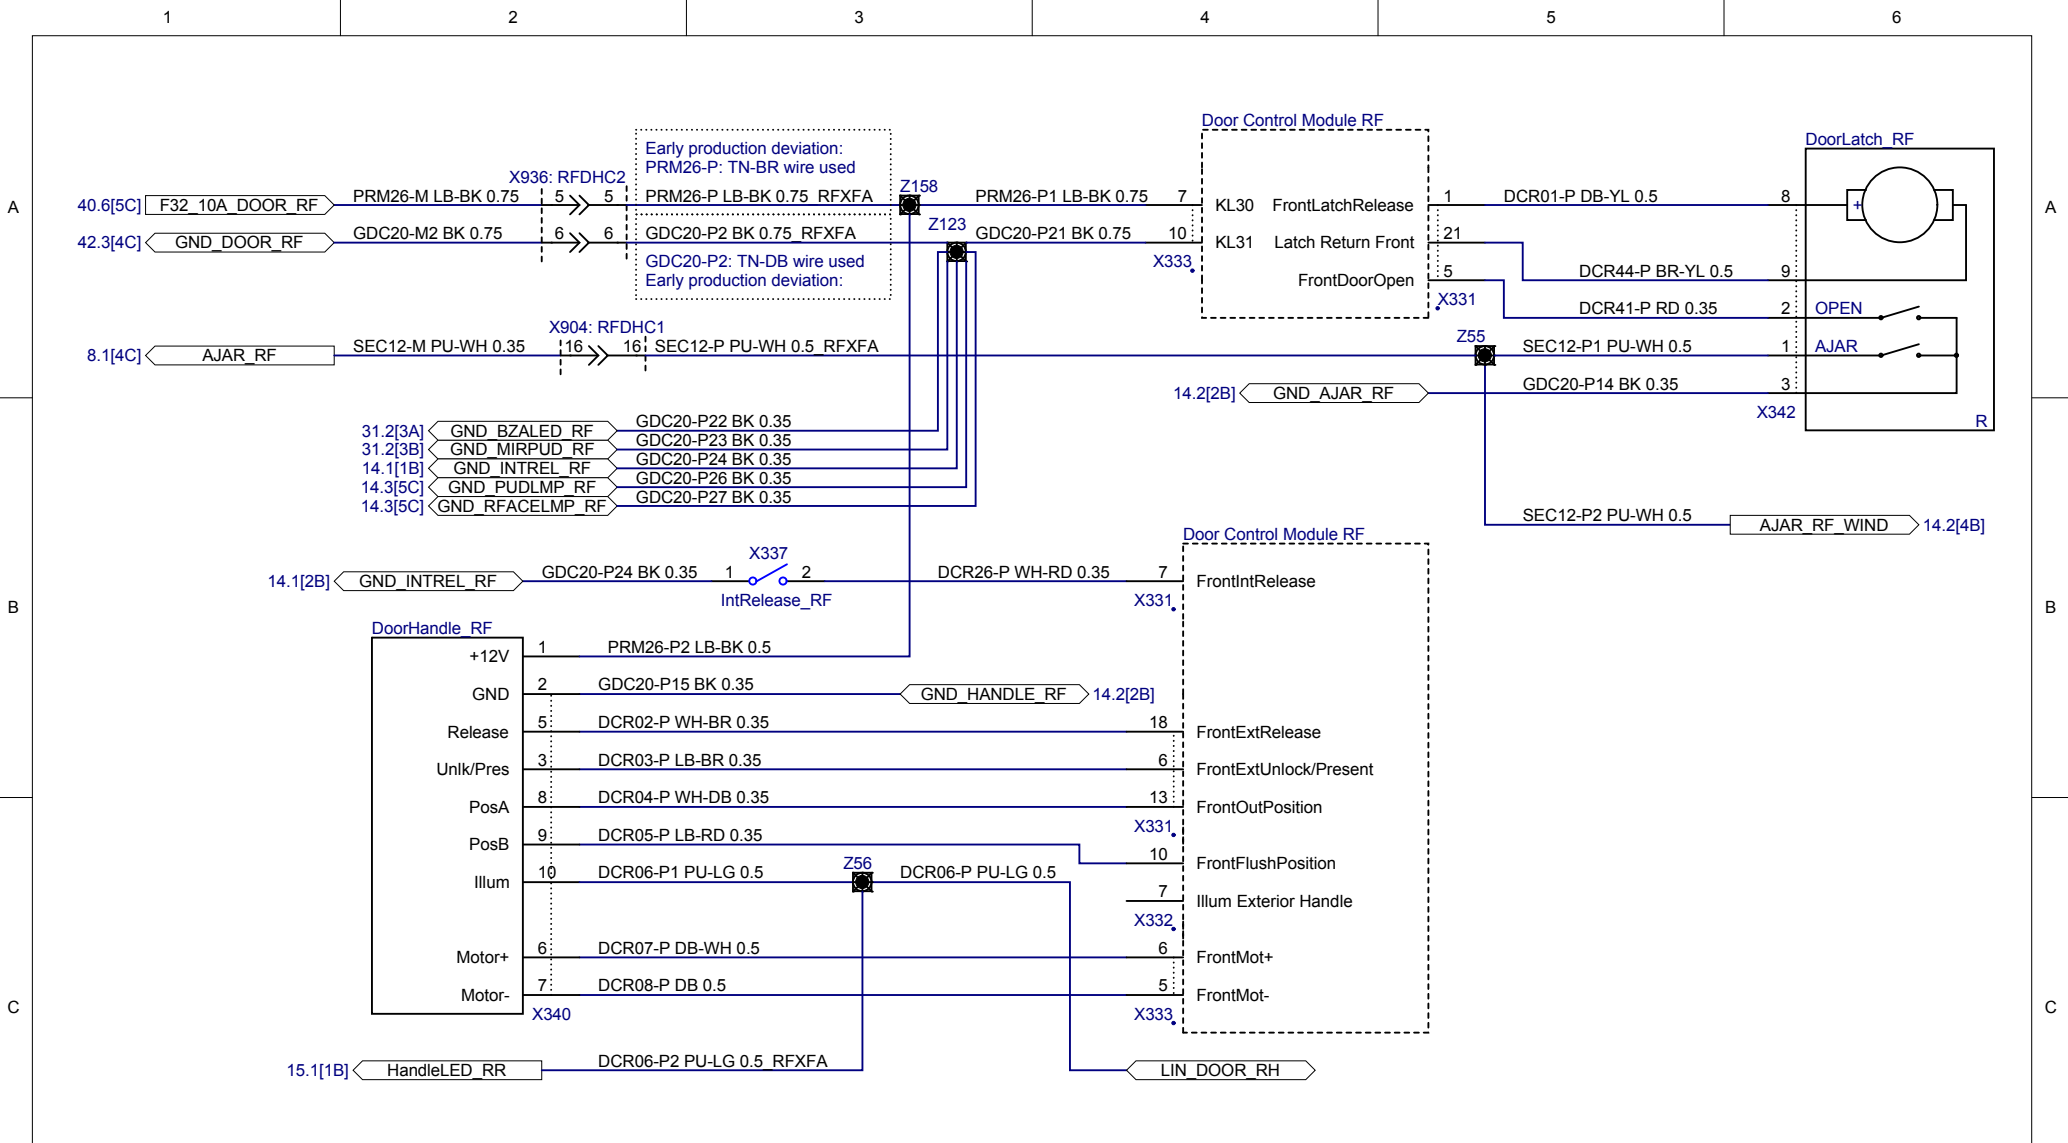 1 2 3 4 5 6
A A
B B
C C
Door Control Module RF
DoorLatch_RF
Early production deviation:
PRM26-P: TN-BR wire used
X936: RFDHC2
40.6[5C] F32_10A_DOOR_RF PRM26-M LB-BK 0.75 5 5 PRM26-P LB-BK 0.75_RFXFA Z158 PRM26-P1 LB-BK 0.75 7 KL30 FrontLatchRelease 1 DCR01-P DB-YL 0.5 8 +
42.3[4C] GND_DOOR_RF GDC20-M2 BK 0.75 6 6 GDC20-P2 BK 0.75_RFXFA Z123 GDC20-P21 BK 0.75 10 KL31 Latch Return Front 21
GDC20-P2: TN-DB wire used
Early production deviation:
X333
DCR44-P BR-YL 0.5 9
FrontDoorOpen 5
X331
DCR41-P RD 0.35 2 OPEN
X904: RFDHC1
8.1[4C] AJAR_RF SEC12-M PU-WH 0.35 16 16 SEC12-P PU-WH 0.5_RFXFA Z55 SEC12-P1 PU-WH 0.5 1 AJAR
14.2[2B] GND_AJAR_RF GDC20-P14 BK 0.35 3
X342
R
31.2[3A] GND_BZALED_RF GDC20-P22 BK 0.35
31.2[3B] GND_MIRPUD_RF GDC20-P23 BK 0.35
14.1[1B] GND_INTREL_RF GDC20-P24 BK 0.35
14.3[5C] GND_PUDLMP_RF GDC20-P26 BK 0.35
14.3[5C] GND_RFACELMP_RF GDC20-P27 BK 0.35
SEC12-P2 PU-WH 0.5 AJAR_RF_WIND 14.2[4B]
Door Control Module RF
X337
14.1[2B] GND_INTREL_RF GDC20-P24 BK 0.35 1 2 DCR26-P WH-RD 0.35 7 FrontIntRelease
IntRelease_RF
X331
DoorHandle_RF
+12V 1 PRM26-P2 LB-BK 0.5
GND 2 GDC20-P15 BK 0.35 GND_HANDLE_RF 14.2[2B]
Release 5 DCR02-P WH-BR 0.35 18 FrontExtRelease
Unlk/Pres 3 DCR03-P LB-BR 0.35 6 FrontExtUnlock/Present
PosA 8 DCR04-P WH-DB 0.35 13 FrontOutPosition
X331
PosB 9 DCR05-P LB-RD 0.35 10 FrontFlushPosition
Illum 10 DCR06-P1 PU-LG 0.5 Z56 DCR06-P PU-LG 0.5
7 Illum Exterior Handle
X332
Motor+ 6 DCR07-P DB-WH 0.5 6 FrontMot+
Motor- 7 DCR08-P DB 0.5 5 FrontMot-
X340
X333
15.1[1B] HandleLED_RR DCR06-P2 PU-LG 0.5_RFXFA LIN_DOOR_RH